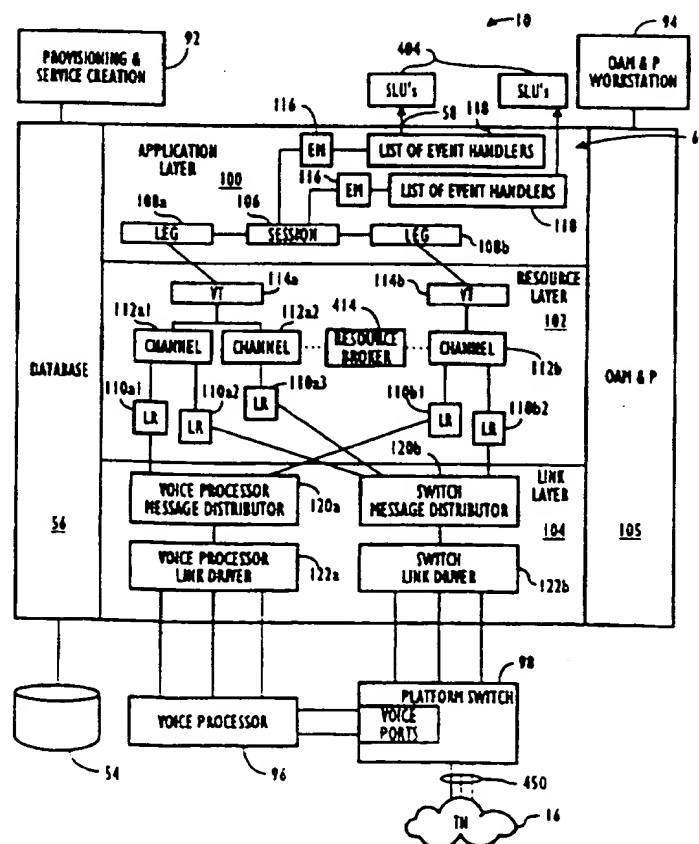 10
92
PROVISIONING &
SERVICE CREATION
94
OAM & P
WORKSTATION
404
SLU's
SLU's
58
118
6
116
EM
LIST OF EVENT HANDLERS
APPLICATION
LAYER
100
116
EM
LIST OF EVENT HANDLERS
118
108a
106
LEG
SESSION
LEG
108b
114a
VT
114b
VT
RESOURCE
LAYER
102
112a1
112a2
414
CHANNEL
CHANNEL
RESOURCE
BROKER
CHANNEL
112b
DATABASE
OAM & P
110a1
110a2
110a3
110b1
110b2
LR
LR
LR
LR
LR
120b
LINK
LAYER
VOICE PROCESSOR
MESSAGE DISTRIBUTOR
120a
SWITCH
MESSAGE DISTRIBUTOR
56
104
105
VOICE PROCESSOR
LINK DRIVER
122a
SWITCH
LINK DRIVER
122b
98
PLATFORM SWITCH
VOICE PROCESSOR
VOICE
PORTS
54
96
450
TN
16